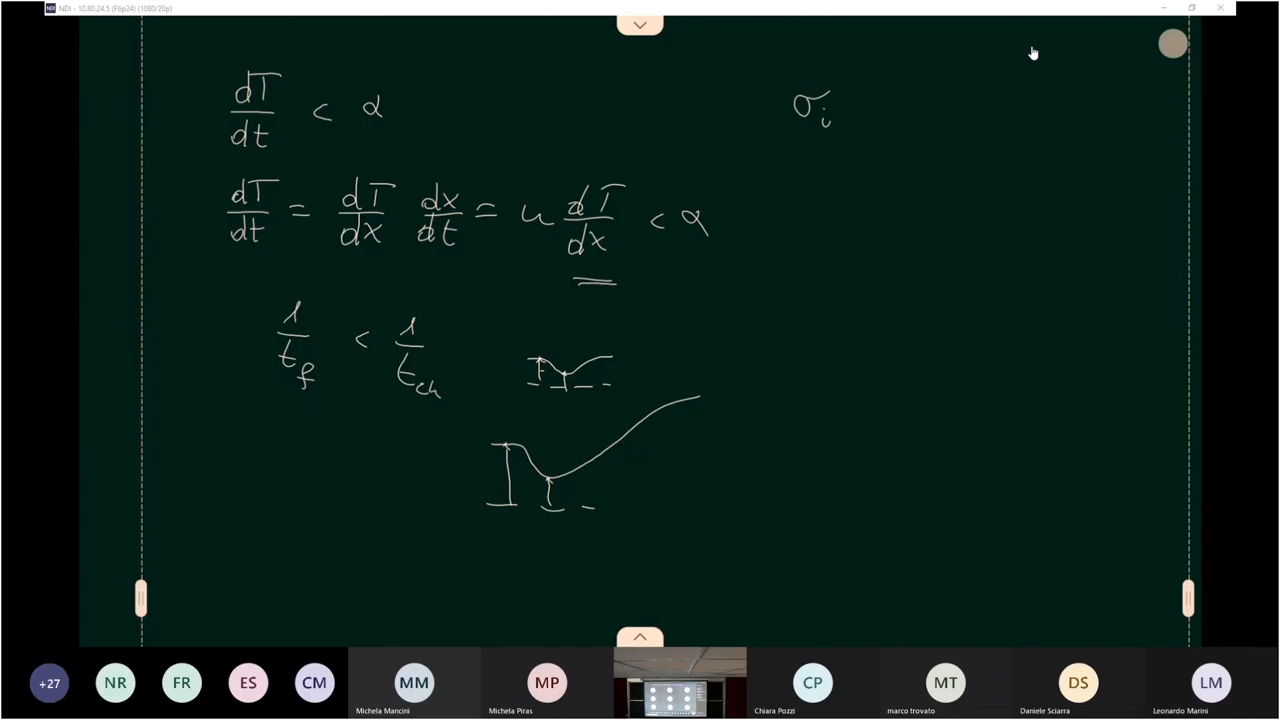 NDI - 10.80.24.5 (Flip24) (1080/20p)
dT/dt < α
σi
dT/dt = dT/dx dx/dt = u dT/dx < α
1/tf < 1/tch
+27
NR
FR
ES
CM
MM
MP
CP
MT
DS
LM
Michela Mancini
Michela Piras
Chiara Pozzi
marco trovato
Daniele Sciarra
Leonardo Marini